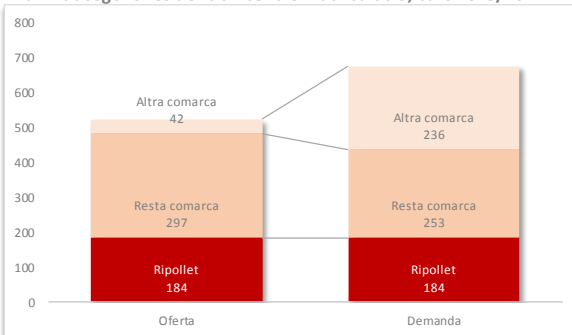 800
700
600
500
400
300
200
100
0
Altra comarca
42
Resta comarca
297
Ripollet
184
Altra comarca
236
Resta comarca
253
Ripollet
184
Oferta
Demanda